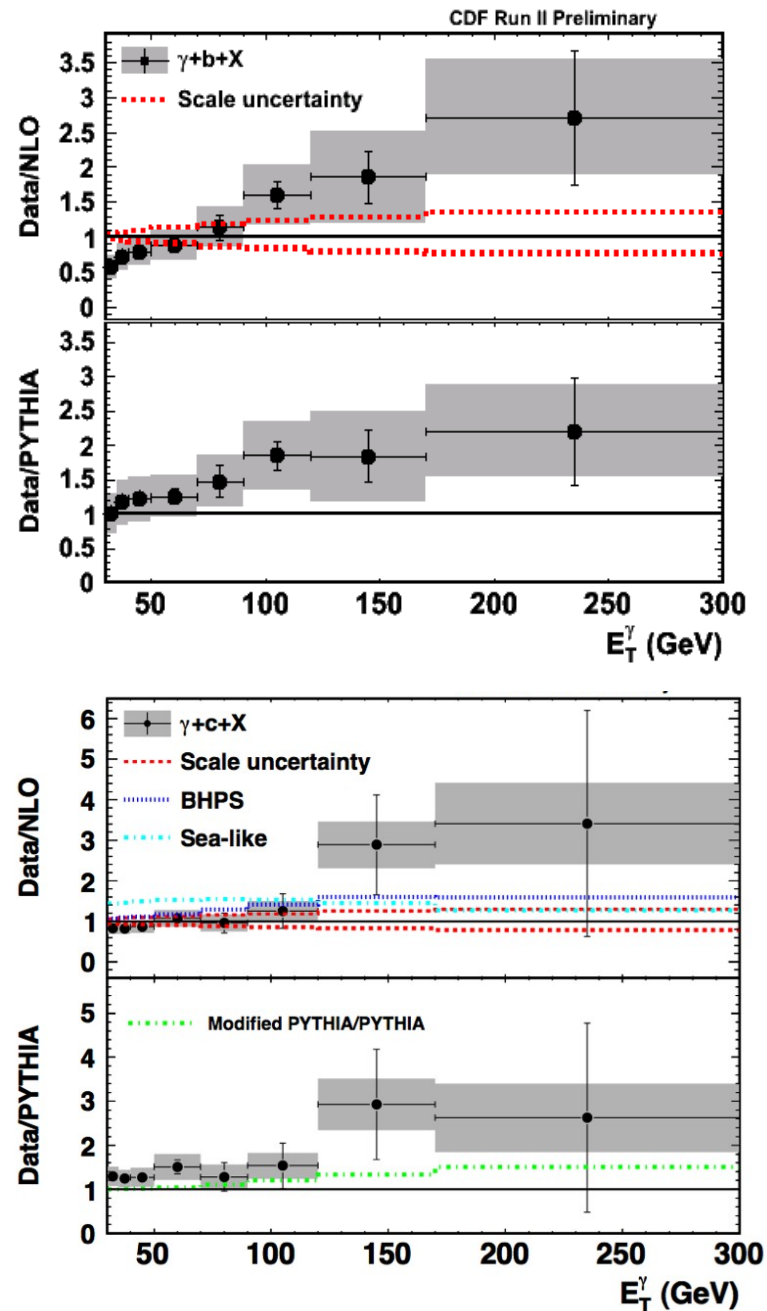 CDF Run II Preliminary
γ+b+X
Scale uncertainty
Data/NLO
3.5
3
2.5
2
1.5
1
0.5
0
Data/PYTHIA
3.5
3
2.5
2
1.5
1
0.5
0
50 100 150 200 250 300
E_T^γ (GeV)
γ+c+X
Scale uncertainty
BHPS
Sea-like
Data/NLO
6
5
4
3
2
1
0
Modified PYTHIA/PYTHIA
Data/PYTHIA
5
4
3
2
1
0
50 100 150 200 250 300
E_T^γ (GeV)